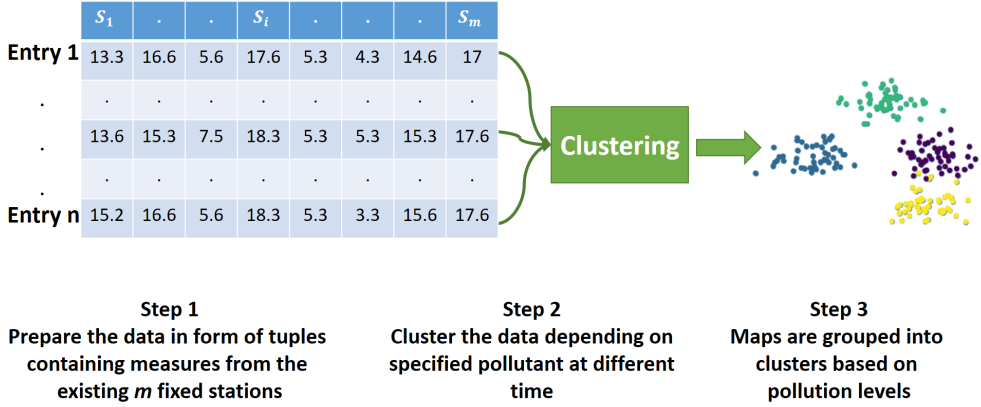 S₁ . . Sᵢ . . . Sₘ
Entry 1 13.3 16.6 5.6 17.6 5.3 4.3 14.6 17
. . . . . . . . .
. 13.6 15.3 7.5 18.3 5.3 5.3 15.3 17.6
. . . . . . . . .
Entry n 15.2 16.6 5.6 18.3 5.3 3.3 15.6 17.6
Clustering
Step 1
Prepare the data in form of tuples
containing measures from the
existing m fixed stations
Step 2
Cluster the data depending on
specified pollutant at different
time
Step 3
Maps are grouped into
clusters based on
pollution levels